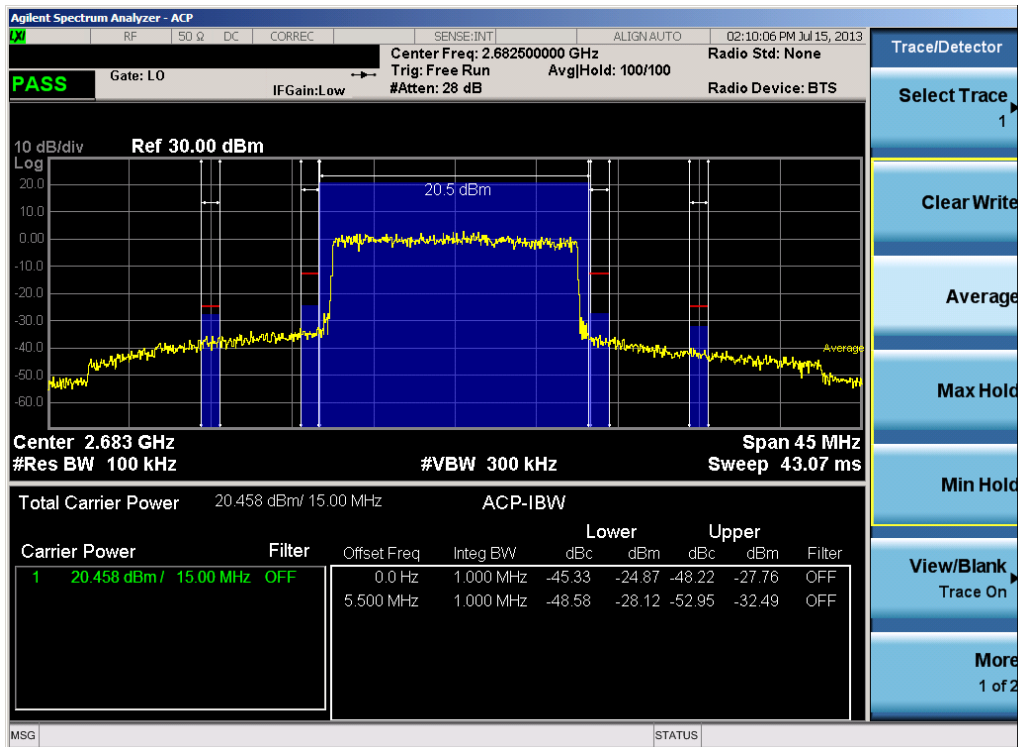 Agilent Spectrum Analyzer - ACP
LXI RF 50 Ω DC CORREC SENSE:INT ALIGN AUTO 02:10:06 PM Jul 15, 2013
Center Freq: 2.682500000 GHz Radio Std: None
PASS Gate: LO Trig: Free Run Avg|Hold: 100/100
IFGain:Low #Atten: 28 dB Radio Device: BTS
10 dB/div Ref 30.00 dBm
Log
20.0
10.0
0.00
-10.0
-20.0
-30.0
-40.0
-50.0
-60.0
20.5 dBm
Average
Center 2.683 GHz Span 45 MHz
#Res BW 100 kHz #VBW 300 kHz Sweep 43.07 ms
Total Carrier Power 20.458 dBm/ 15.00 MHz ACP-IBW
Lower Upper
Carrier Power Filter Offset Freq Integ BW dBc dBm dBc dBm Filter
1 20.458 dBm / 15.00 MHz OFF 0.0 Hz 1.000 MHz -45.33 -24.87 -48.22 -27.76 OFF
5.500 MHz 1.000 MHz -48.58 -28.12 -52.95 -32.49 OFF
MSG STATUS
Trace/Detector
Select Trace
1
Clear Write
Average
Max Hold
Min Hold
View/Blank
Trace On
More
1 of 2